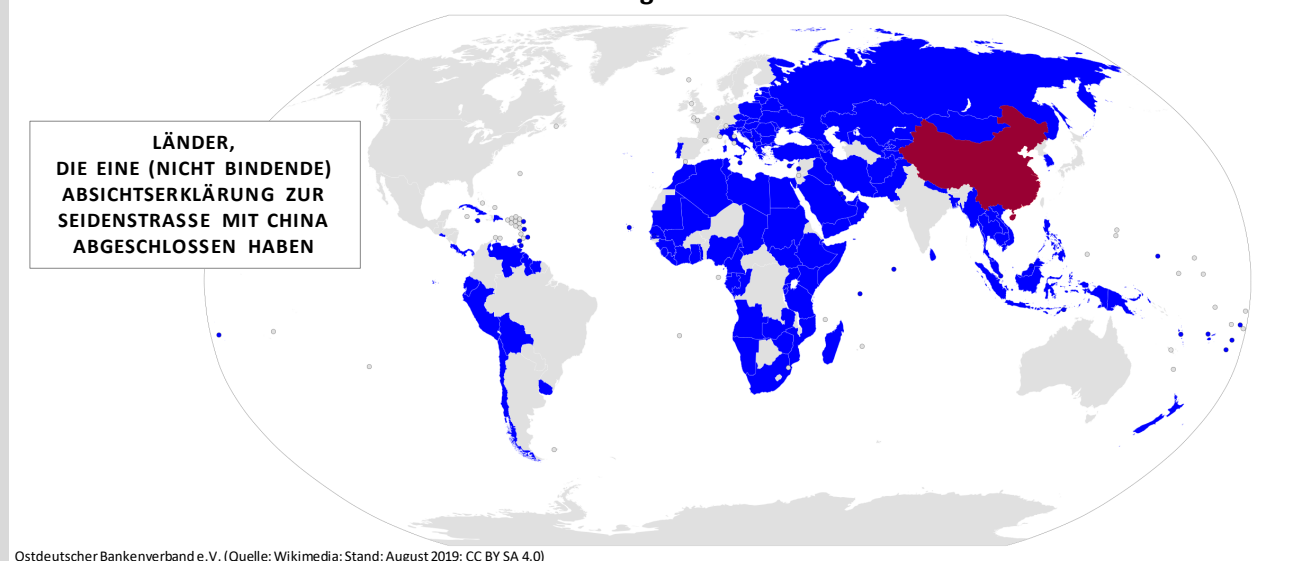 LÄNDER,
DIE EINE (NICHT BINDENDE)
ABSICHTSERKLÄRUNG ZUR
SEIDENSTRASSE MIT CHINA
ABGESCHLOSSEN HABEN
Ostdeutscher Bankenverband e.V. (Quelle: Wikimedia; Stand: August 2019; CC BY SA 4.0)